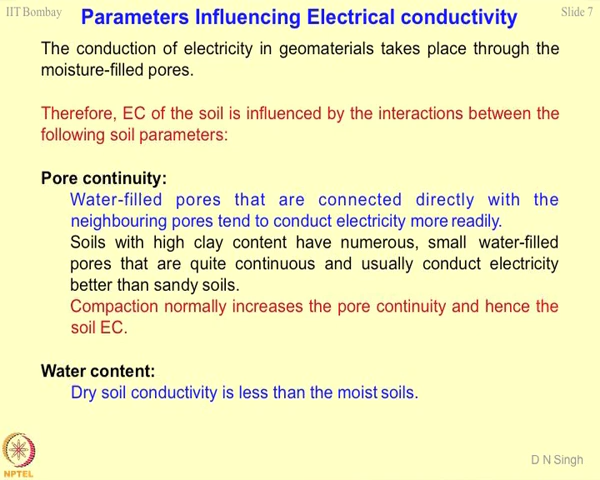 IIT Bombay
Parameters Influencing Electrical conductivity
Slide 7
The conduction of electricity in geomaterials takes place through the
moisture-filled pores.
Therefore, EC of the soil is influenced by the interactions between the
following soil parameters:
Pore continuity:
Water-filled pores that are connected directly with the
neighbouring pores tend to conduct electricity more readily.
Soils with high clay content have numerous, small water-filled
pores that are quite continuous and usually conduct electricity
better than sandy soils.
Compaction normally increases the pore continuity and hence the
soil EC.
Water content:
Dry soil conductivity is less than the moist soils.
NPTEL
D N Singh